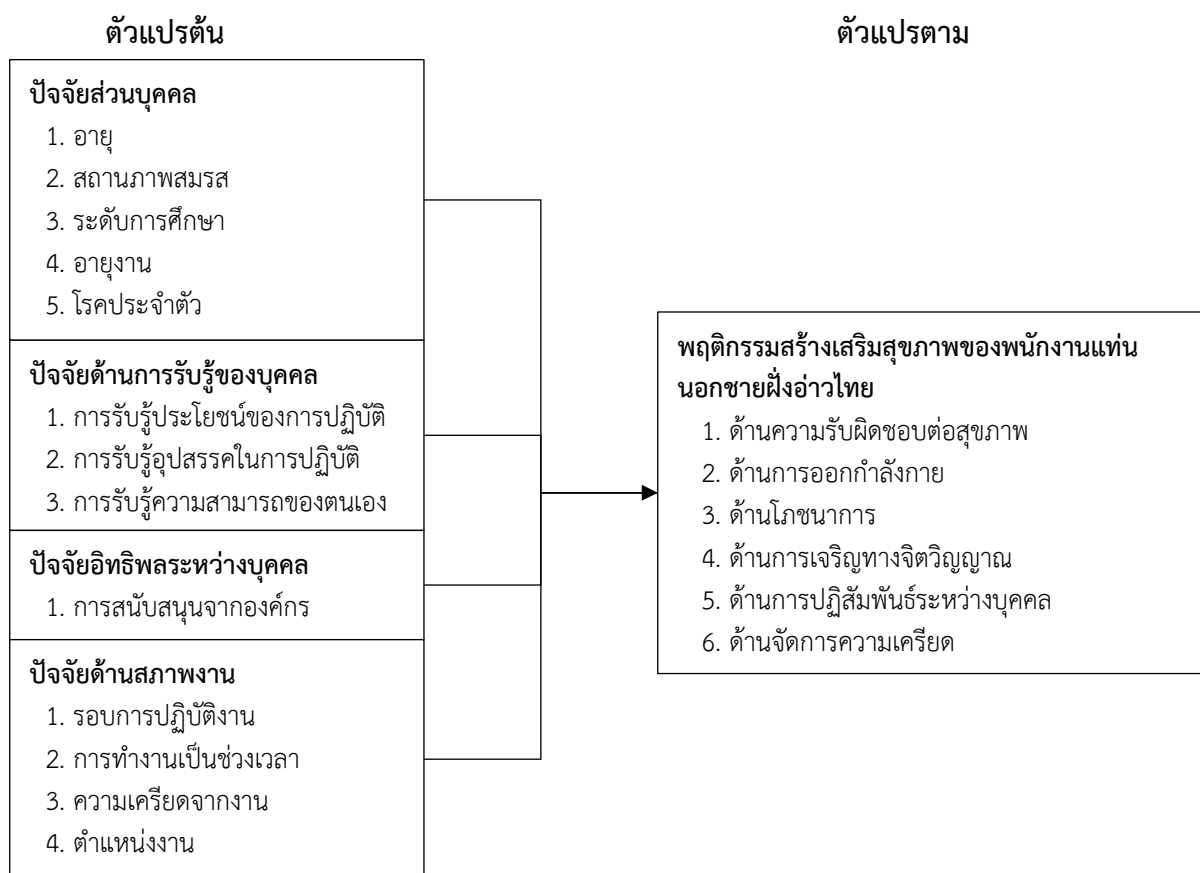 ตัวแปรต้น
ปัจจัยส่วนบุคคล
1. อายุ
2. สถานภาพสมรส
3. ระดับการศึกษา
4. อายุงาน
5. โรคประจำตัว
ปัจจัยด้านการรับรู้ของบุคคล
1. การรับรู้ประโยชน์ของการปฏิบัติ
2. การรับรู้อุปสรรคในการปฏิบัติ
3. การรับรู้ความสามารถของตนเอง
ปัจจัยอิทธิพลระหว่างบุคคล
1. การสนับสนุนจากองค์กร
ปัจจัยด้านสภาพงาน
1. รอบการปฏิบัติงาน
2. การทำงานเป็นช่วงเวลา
3. ความเครียดจากงาน
4. ตำแหน่งงาน
ตัวแปรตาม
พฤติกรรมสร้างเสริมสุขภาพของพนักงานแท่น
นอกชายฝั่งอ่าวไทย
1. ด้านความรับผิดชอบต่อสุขภาพ
2. ด้านการออกกำลังกาย
3. ด้านโภชนาการ
4. ด้านการเจริญทางจิตวิญญาณ
5. ด้านการปฏิสัมพันธ์ระหว่างบุคคล
6. ด้านจัดการความเครียด